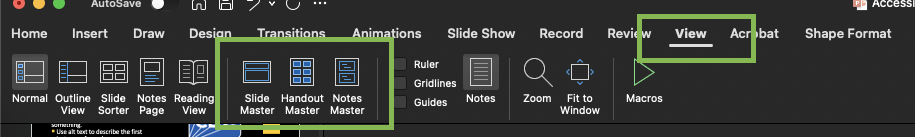 AutoSave
Accessi
Home Insert Draw Design Transitions Animations Slide Show Record Review View Acrobat Shape Format
Normal
Outline View
Slide Sorter
Notes Page
Reading View
Slide Master
Handout Master
Notes Master
Ruler
Gridlines
Guides
Notes
Zoom
Fit to Window
Macros
something.
• Use alt text to describe the first